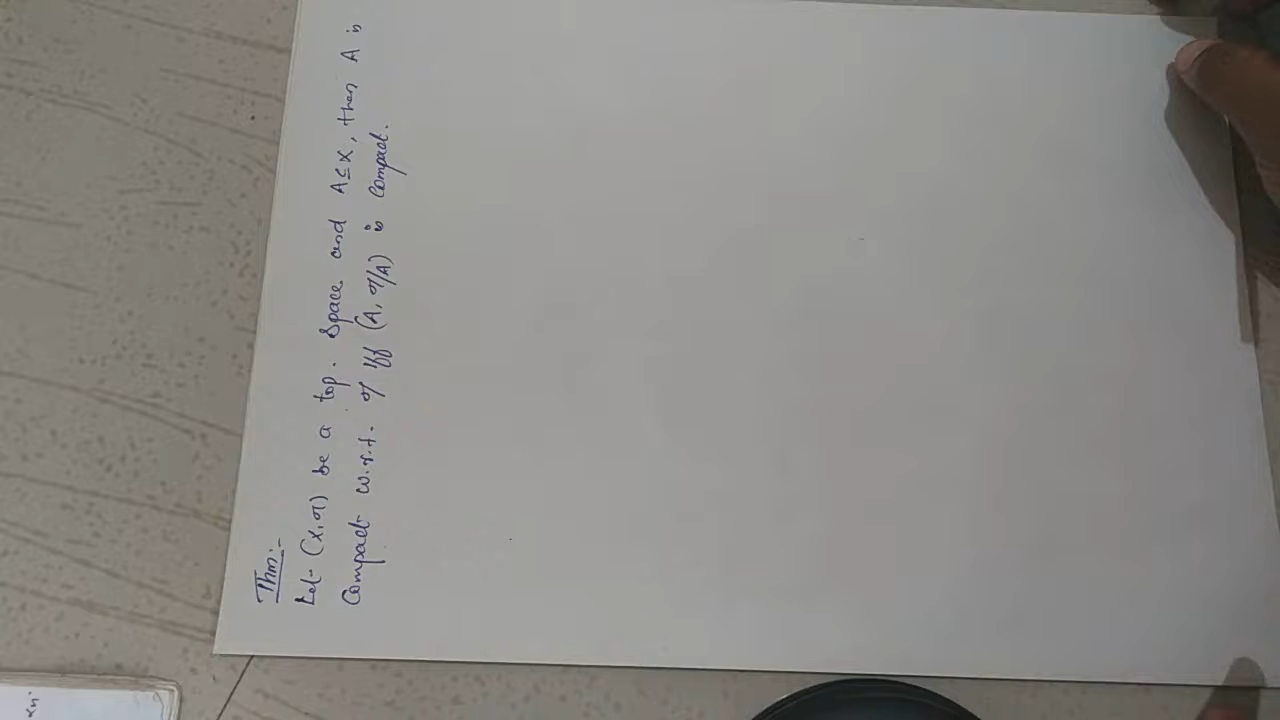 Thm:-
Let (X,σ) be a top. Space and A⊆X, then A is
Compact w.r.t. σ iff (A, σ/A) is Compact.